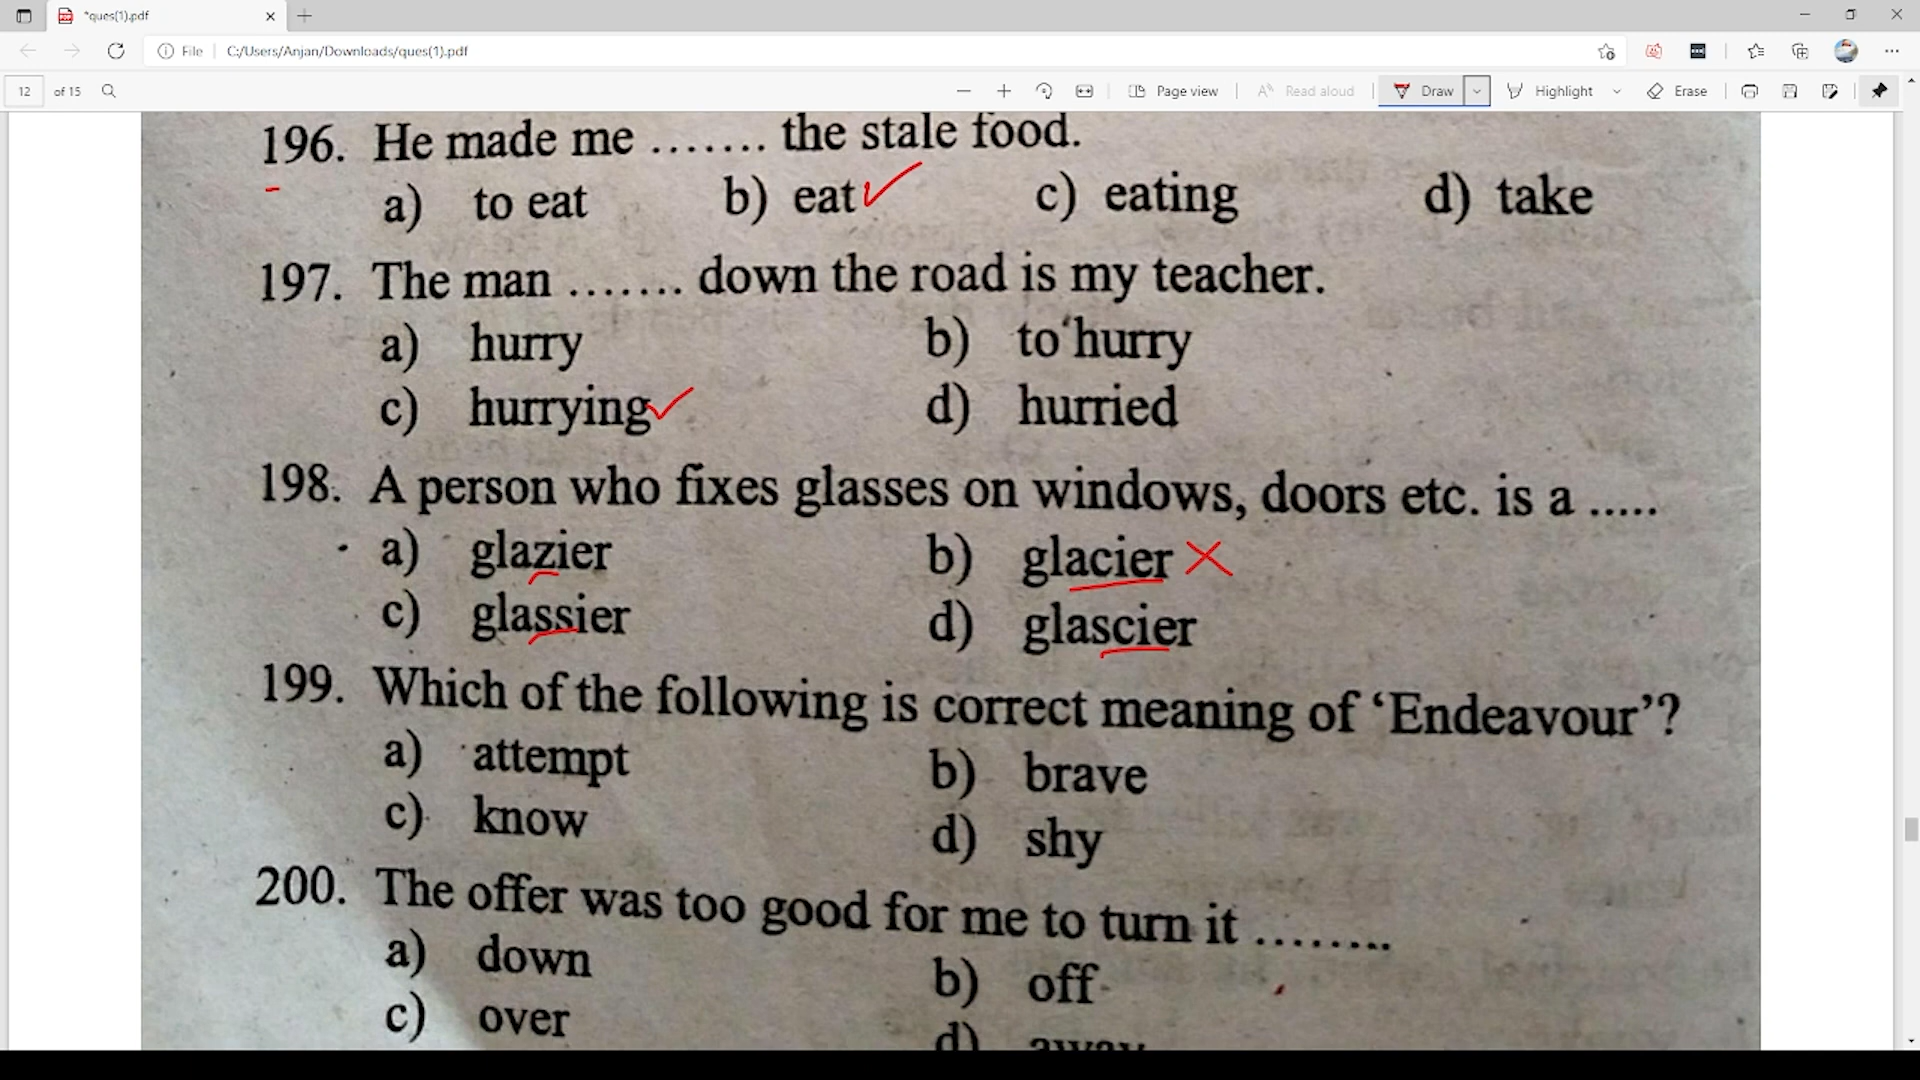 *ques(1).pdf
File C:/Users/Anjan/Downloads/ques(1).pdf
12 of 15 Page view Read aloud Draw Highlight Erase
196. He made me ....... the stale food.
a) to eat b) eat c) eating d) take
197. The man ....... down the road is my teacher.
a) hurry b) to hurry
c) hurrying d) hurried
198. A person who fixes glasses on windows, doors etc. is a .....
a) glazier b) glacier
c) glassier d) glascier
199. Which of the following is correct meaning of ‘Endeavour’?
a) attempt b) brave
c) know d) shy
200. The offer was too good for me to turn it ........
a) down b) off
c) over d) away